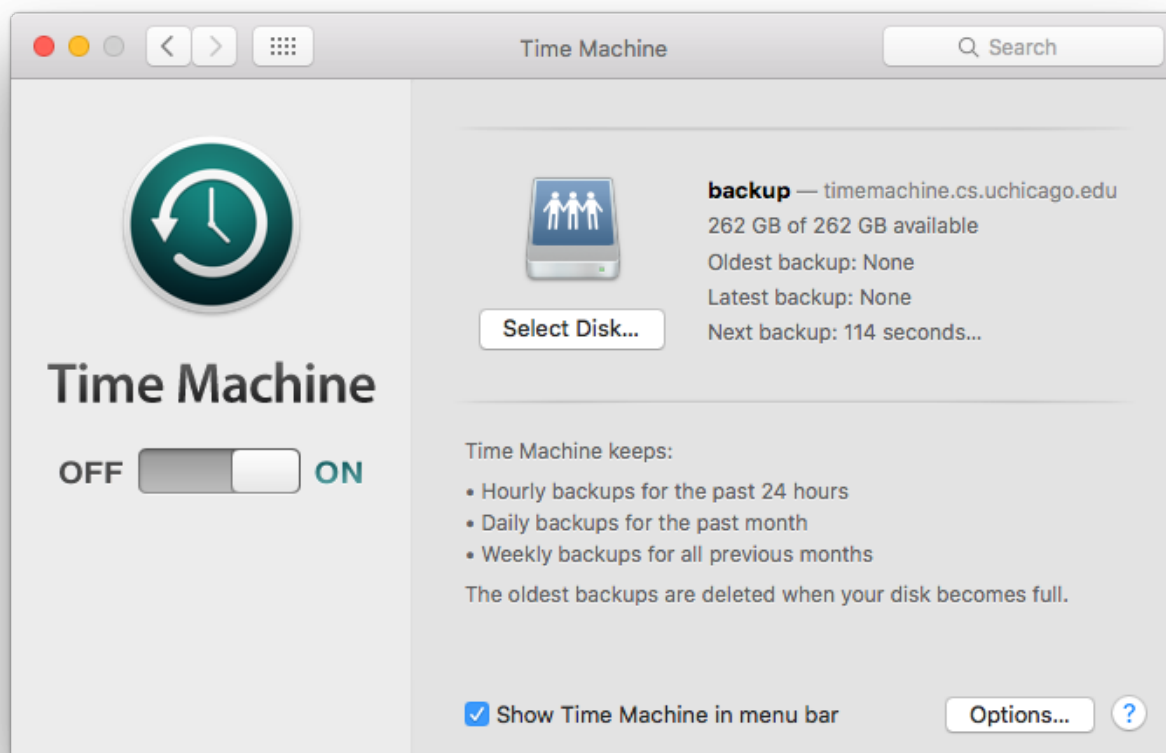 Time Machine
Search
backup — timemachine.cs.uchicago.edu
262 GB of 262 GB available
Oldest backup: None
Latest backup: None
Next backup: 114 seconds...
Select Disk...
Time Machine
OFF ON
Time Machine keeps:
• Hourly backups for the past 24 hours
• Daily backups for the past month
• Weekly backups for all previous months
The oldest backups are deleted when your disk becomes full.
Show Time Machine in menu bar
Options...
?